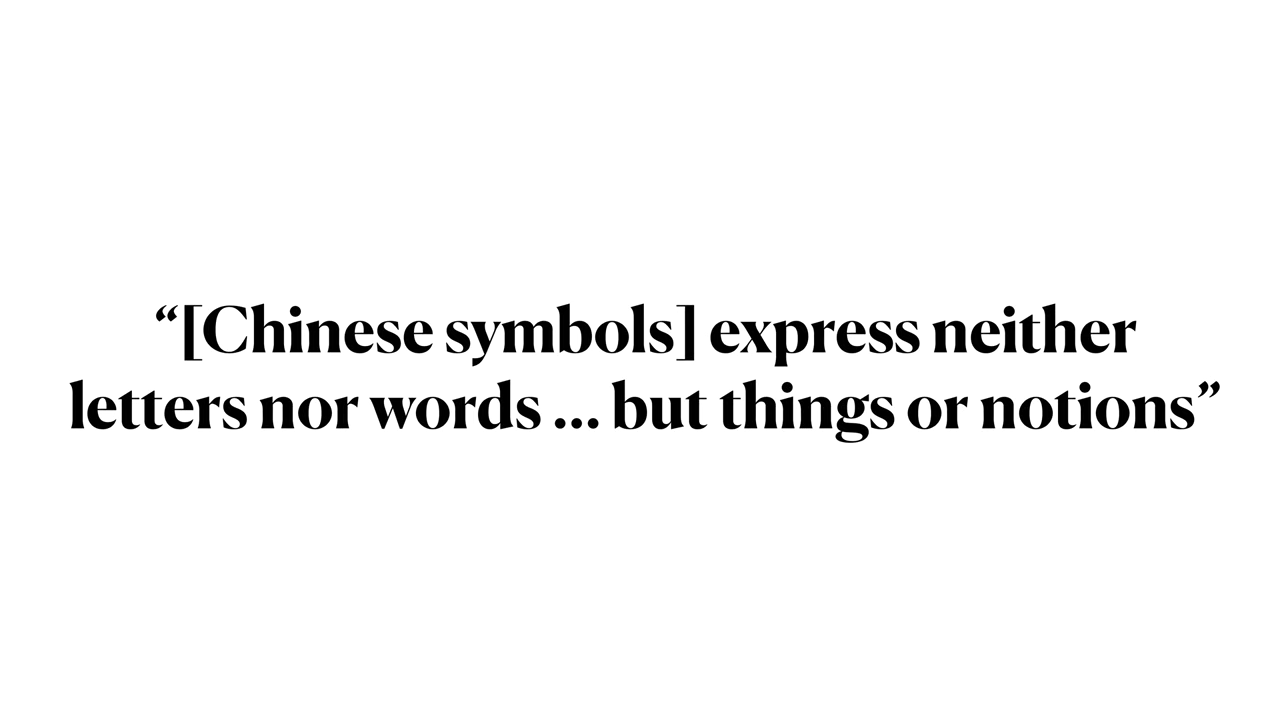 “[Chinese symbols] express neither
letters nor words ... but things or notions”